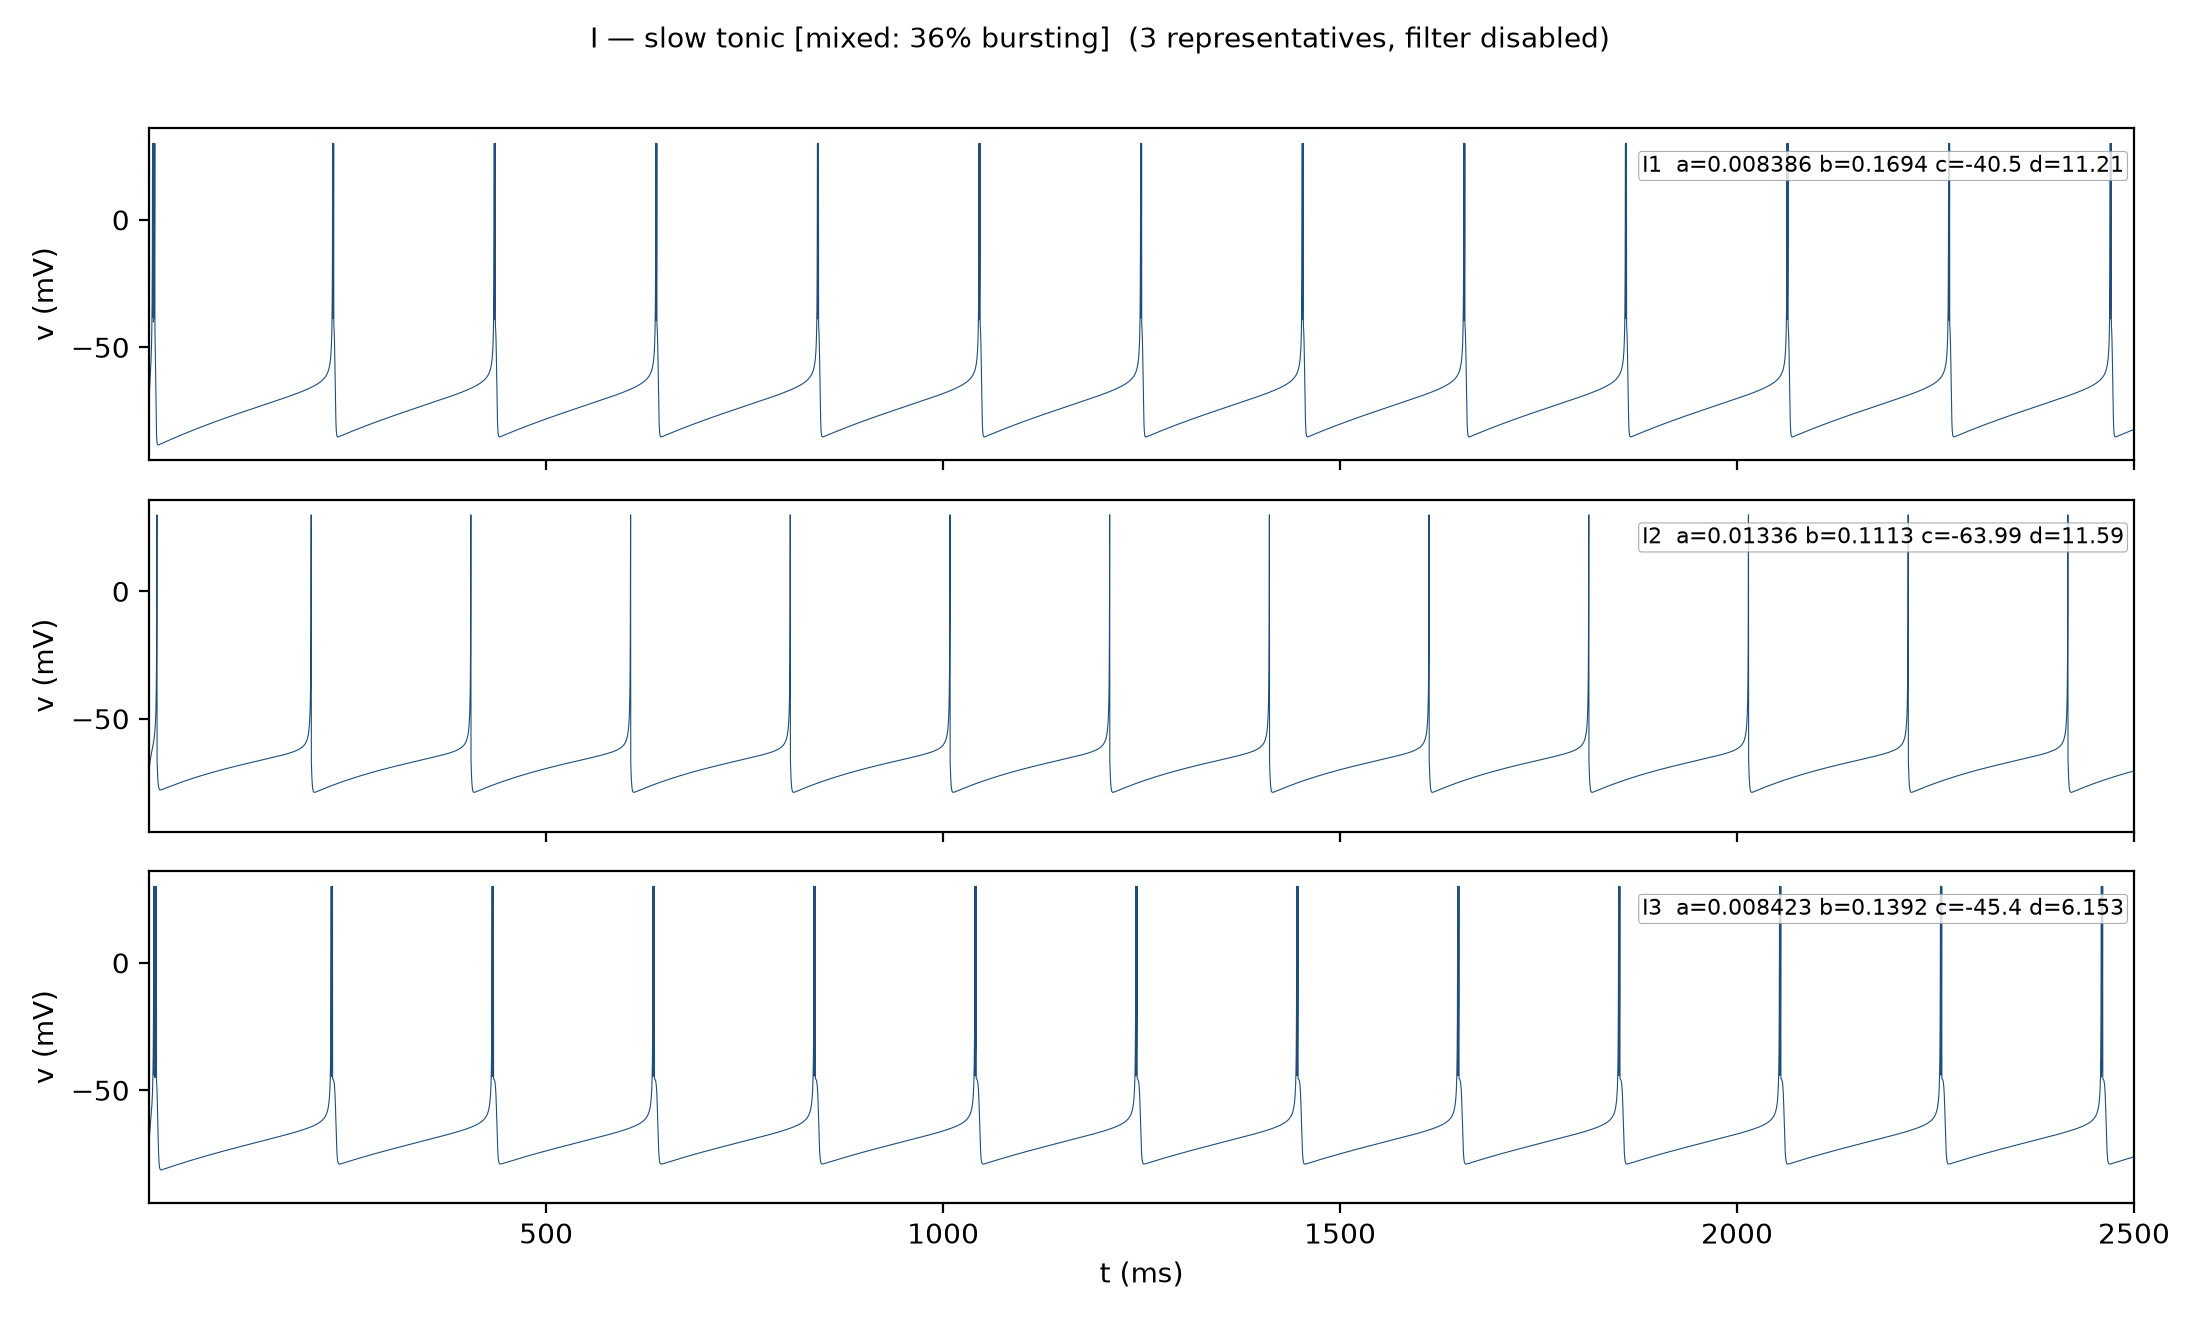 I — slow tonic [mixed: 36% bursting]  (3 representatives, filter disabled)
I1  a=0.008386 b=0.1694 c=-40.5 d=11.21
0
−50
v (mV)
I2  a=0.01336 b=0.1113 c=-63.99 d=11.59
0
−50
v (mV)
I3  a=0.008423 b=0.1392 c=-45.4 d=6.153
0
−50
v (mV)
500 1000 1500 2000 2500
t (ms)